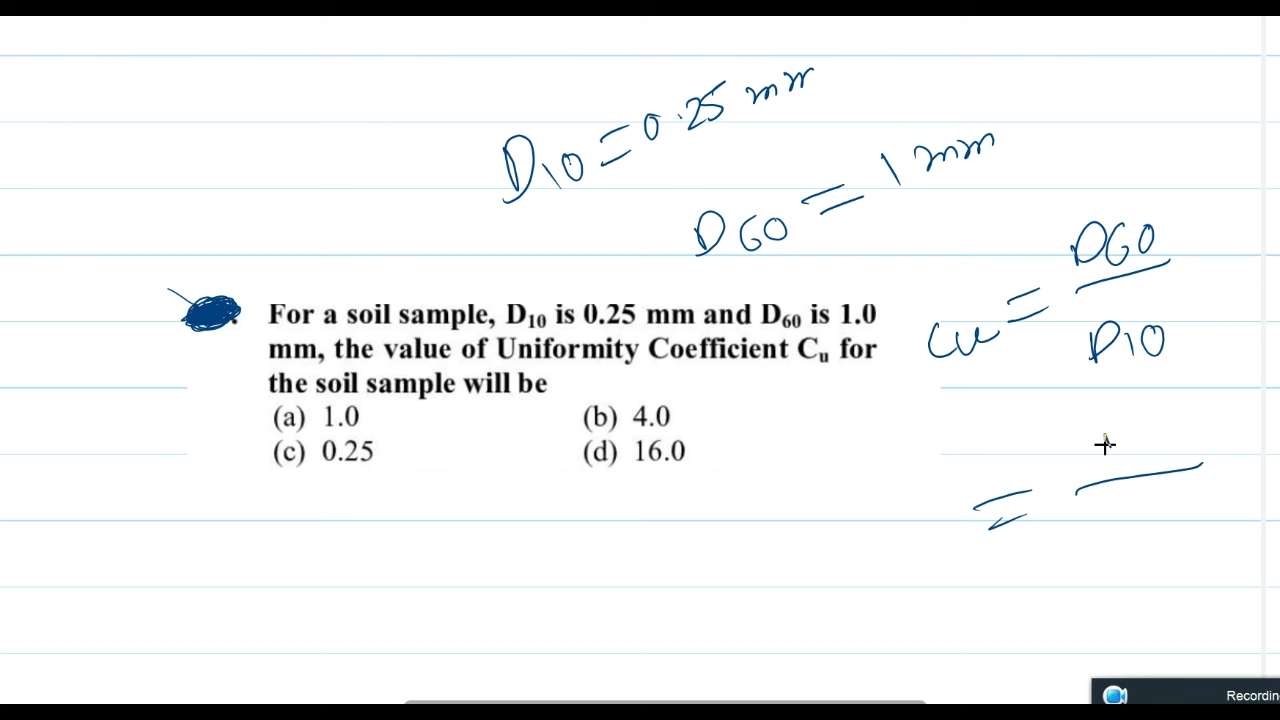 D10 = 0.25 mm
D60 = 1 mm
Cu = D60
D10
For a soil sample, D₁₀ is 0.25 mm and D₆₀ is 1.0
mm, the value of Uniformity Coefficient Cᵤ for
the soil sample will be
(a) 1.0 (b) 4.0
(c) 0.25 (d) 16.0
=
Recordin